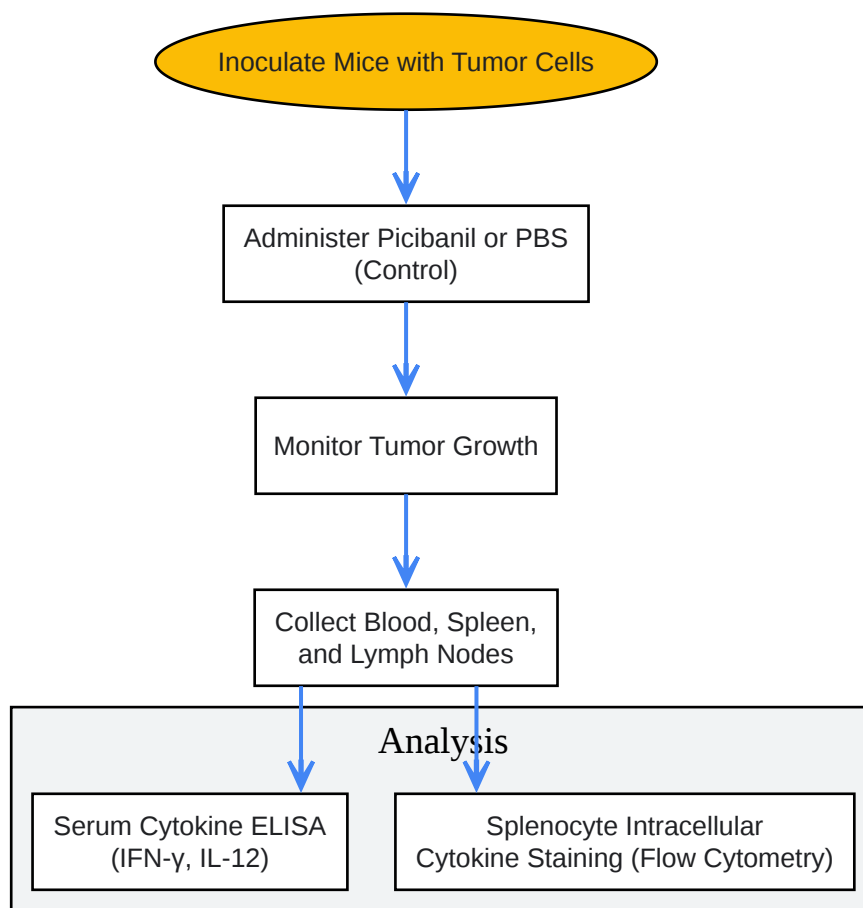 Inoculate Mice with Tumor Cells
Administer Picibanil or PBS
(Control)
Monitor Tumor Growth
Collect Blood, Spleen,
and Lymph Nodes
Analysis
Serum Cytokine ELISA
(IFN-γ, IL-12)
Splenocyte Intracellular
Cytokine Staining (Flow Cytometry)